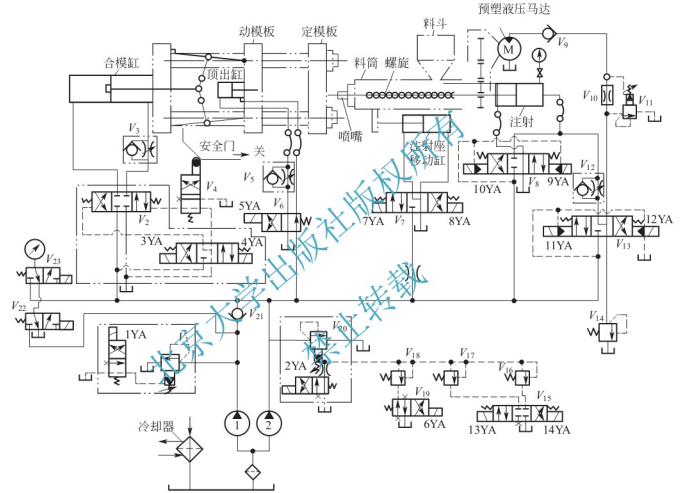 预塑液压马达
料斗
动模板
定模板
合模缸
顶出缸
料筒
螺旋
M
V9
V10
V11
注射
喷嘴
注射座
移动缸
V3
安全门
关
V4
V5
V6
V2
5YA
3YA
4YA
7YA
V7
8YA
10YA
V8
9YA
V12
11YA
V13
12YA
V23
V22
V21
V14
1YA
V20
2YA
V18
V17
V16
V19
6YA
V15
13YA
14YA
1
2
冷却器
北京大学出版社版权所有
禁止转载